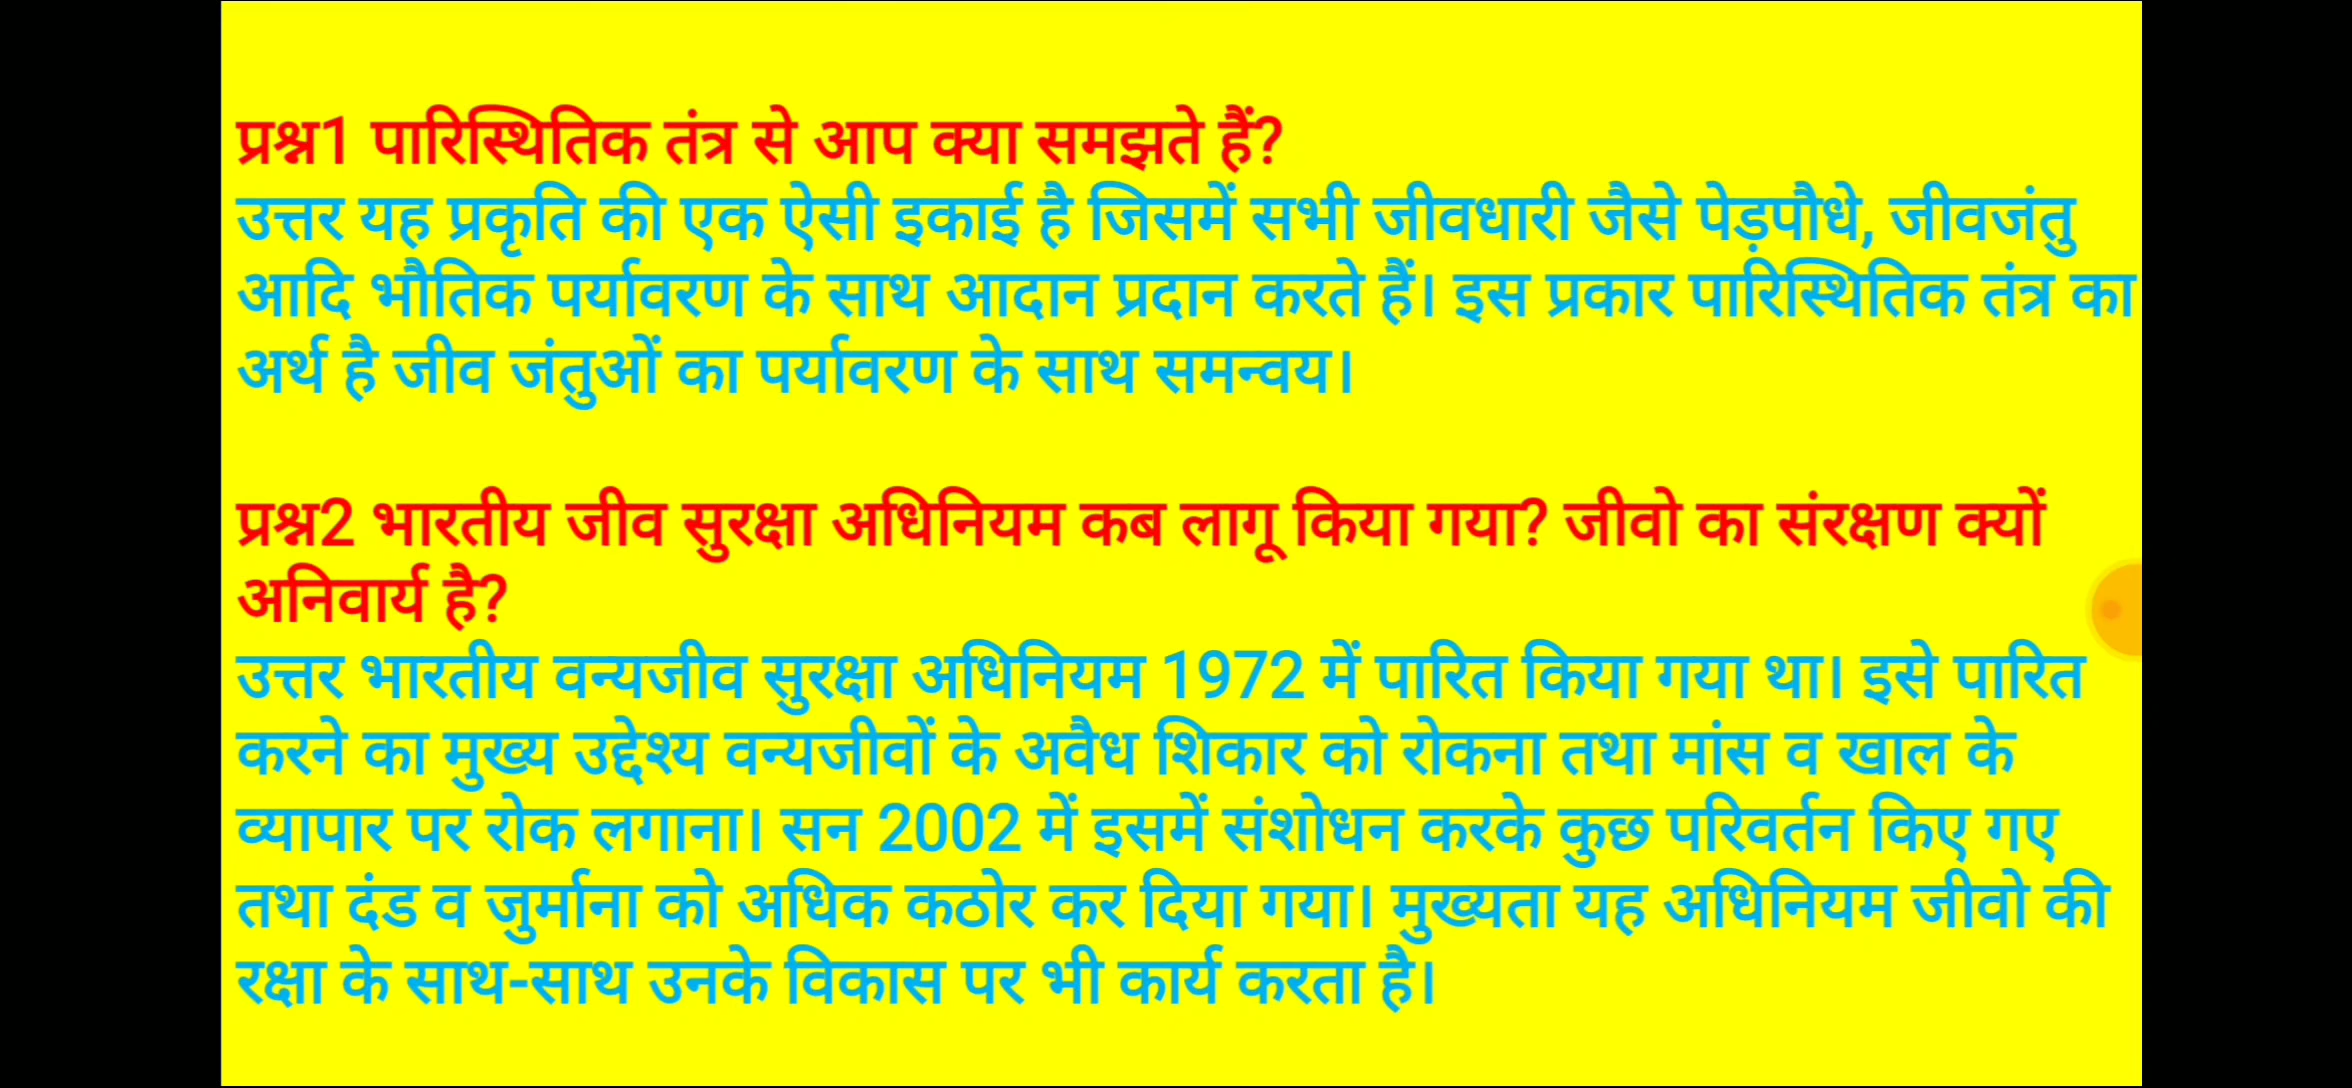 प्रश्न1 पारिस्थितिक तंत्र से आप क्या समझते हैं?
उत्तर यह प्रकृति की एक ऐसी इकाई है जिसमें सभी जीवधारी जैसे पेड़पौधे, जीवजंतु
आदि भौतिक पर्यावरण के साथ आदान प्रदान करते हैं। इस प्रकार पारिस्थितिक तंत्र का
अर्थ है जीव जंतुओं का पर्यावरण के साथ समन्वय।
प्रश्न2 भारतीय जीव सुरक्षा अधिनियम कब लागू किया गया? जीवो का संरक्षण क्यों
अनिवार्य है?
उत्तर भारतीय वन्यजीव सुरक्षा अधिनियम 1972 में पारित किया गया था। इसे पारित
करने का मुख्य उद्देश्य वन्यजीवों के अवैध शिकार को रोकना तथा मांस व खाल के
व्यापार पर रोक लगाना। सन 2002 में इसमें संशोधन करके कुछ परिवर्तन किए गए
तथा दंड व जुर्माना को अधिक कठोर कर दिया गया। मुख्यता यह अधिनियम जीवो की
रक्षा के साथ-साथ उनके विकास पर भी कार्य करता है।